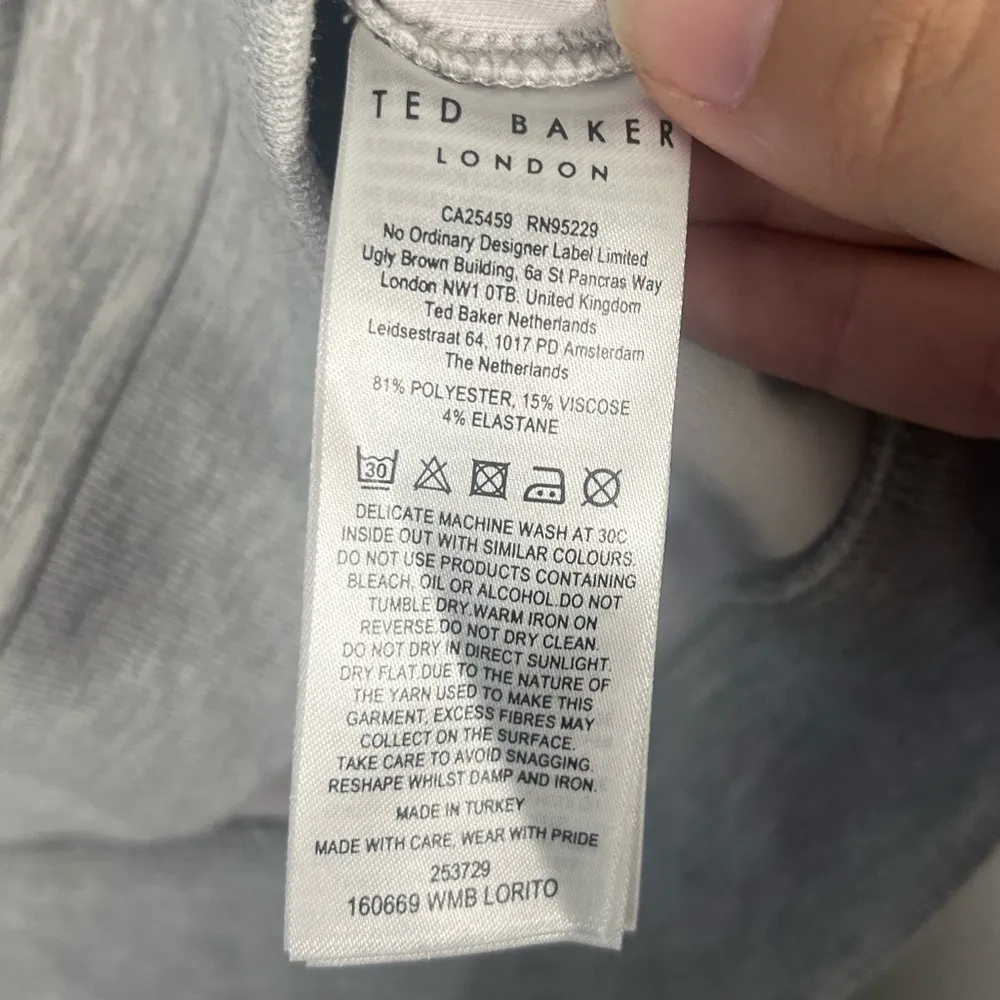 TED BAKER
LONDON
CA25459 RN95229
No Ordinary Designer Label Limited
Ugly Brown Building, 6a St Pancras Way
London NW1 0TB, United Kingdom
Ted Baker Netherlands
Leidsestraat 64, 1017 PD Amsterdam
The Netherlands
81% POLYESTER, 15% VISCOSE
4% ELASTANE
30
DELICATE MACHINE WASH AT 30C
INSIDE OUT WITH SIMILAR COLOURS.
DO NOT USE PRODUCTS CONTAINING
BLEACH, OIL OR ALCOHOL.DO NOT
TUMBLE DRY.WARM IRON ON
REVERSE.DO NOT DRY CLEAN.
DO NOT DRY IN DIRECT SUNLIGHT.
DRY FLAT.DUE TO THE NATURE OF
THE YARN USED TO MAKE THIS
GARMENT, EXCESS FIBRES MAY
COLLECT ON THE SURFACE.
TAKE CARE TO AVOID SNAGGING.
RESHAPE WHILST DAMP AND IRON.
MADE IN TURKEY
MADE WITH CARE, WEAR WITH PRIDE
253729
160669 WMB LORITO